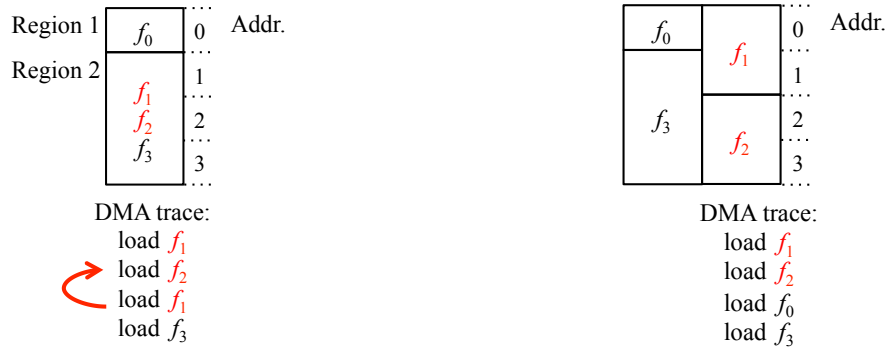 Region 1 f0 0 Addr.
Region 2 1
f1
f2 2
f3 3
DMA trace:
load f1
load f2
load f1
load f3
f0 0 Addr.
f1
1
f3 2
f2
3
DMA trace:
load f1
load f2
load f0
load f3